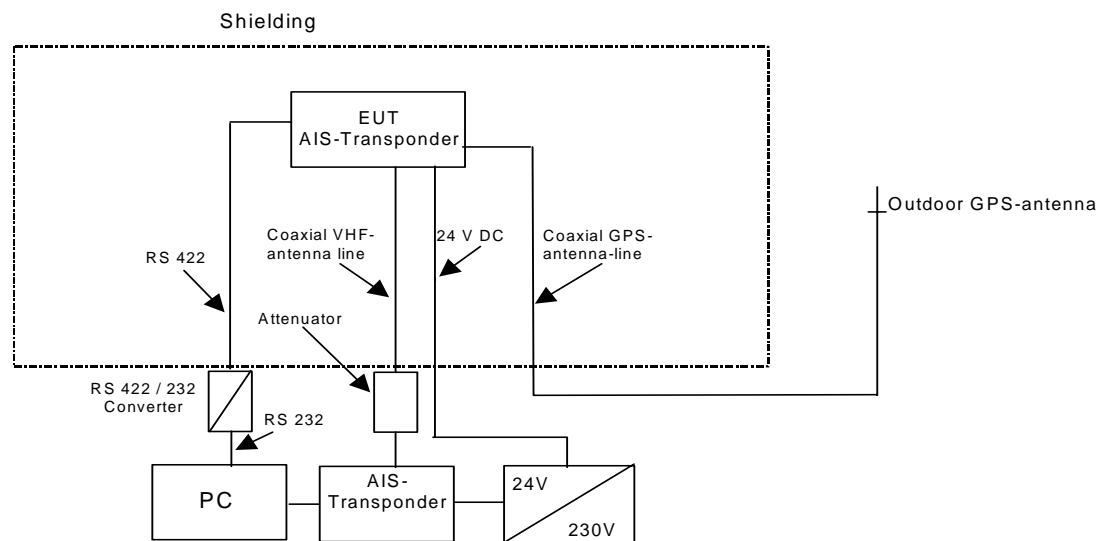 Shielding
EUT
AIS-Transponder
Outdoor GPS-antenna
Coaxial VHF-
antenna line
24 V DC
Coaxial GPS-
antenna-line
RS 422
Attenuator
RS 422 / 232
Converter
RS 232
PC
AIS-
Transponder
24V
230V